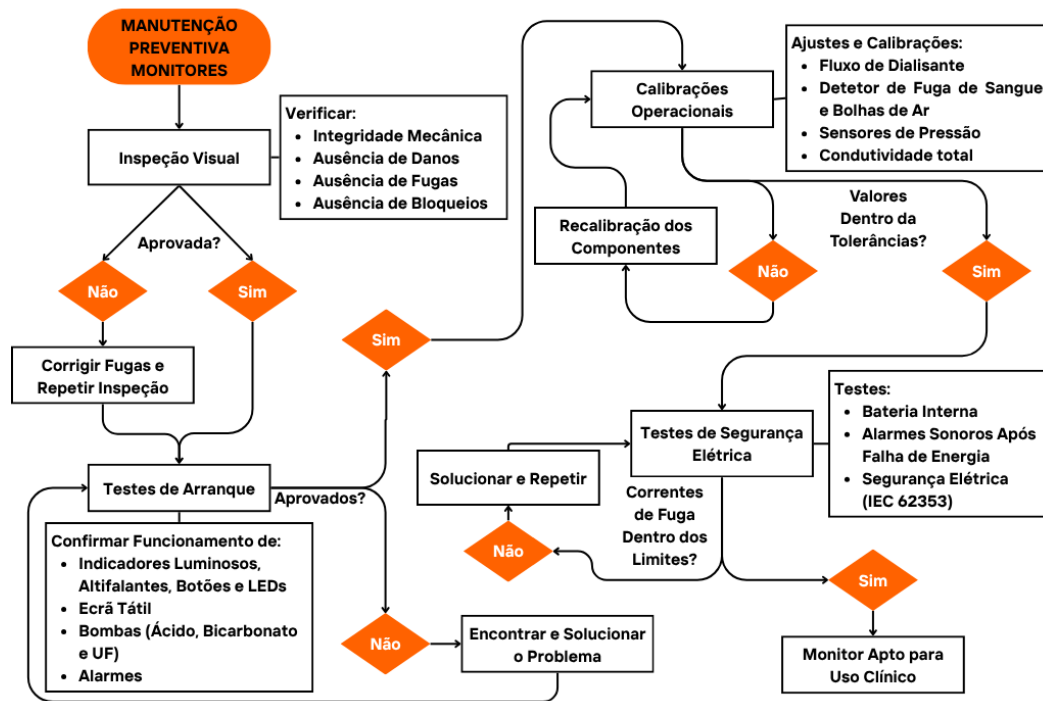 MANUTENÇÃO
PREVENTIVA
MONITORES
Inspeção Visual
Verificar:
• Integridade Mecânica
• Ausência de Danos
• Ausência de Fugas
• Ausência de Bloqueios
Aprovada?
Não
Sim
Corrigir Fugas e
Repetir Inspeção
Testes de Arranque
Aprovados?
Confirmar Funcionamento de:
• Indicadores Luminosos,
Altifalantes, Botões e LEDs
• Ecrã Tátil
• Bombas (Ácido, Bicarbonato
e UF)
• Alarmes
Sim
Não
Encontrar e Solucionar
o Problema
Calibrações
Operacionais
Ajustes e Calibrações:
• Fluxo de Dialisante
• Detetor de Fuga de Sangue
e Bolhas de Ar
• Sensores de Pressão
• Condutividade total
Recalibração dos
Componentes
Valores
Dentro da
Tolerâncias?
Não
Sim
Testes de Segurança
Elétrica
Testes:
• Bateria Interna
• Alarmes Sonoros Após
Falha de Energia
• Segurança Elétrica
(IEC 62353)
Solucionar e Repetir
Correntes
de Fuga
Dentro dos
Limites?
Não
Sim
Monitor Apto para
Uso Clínico